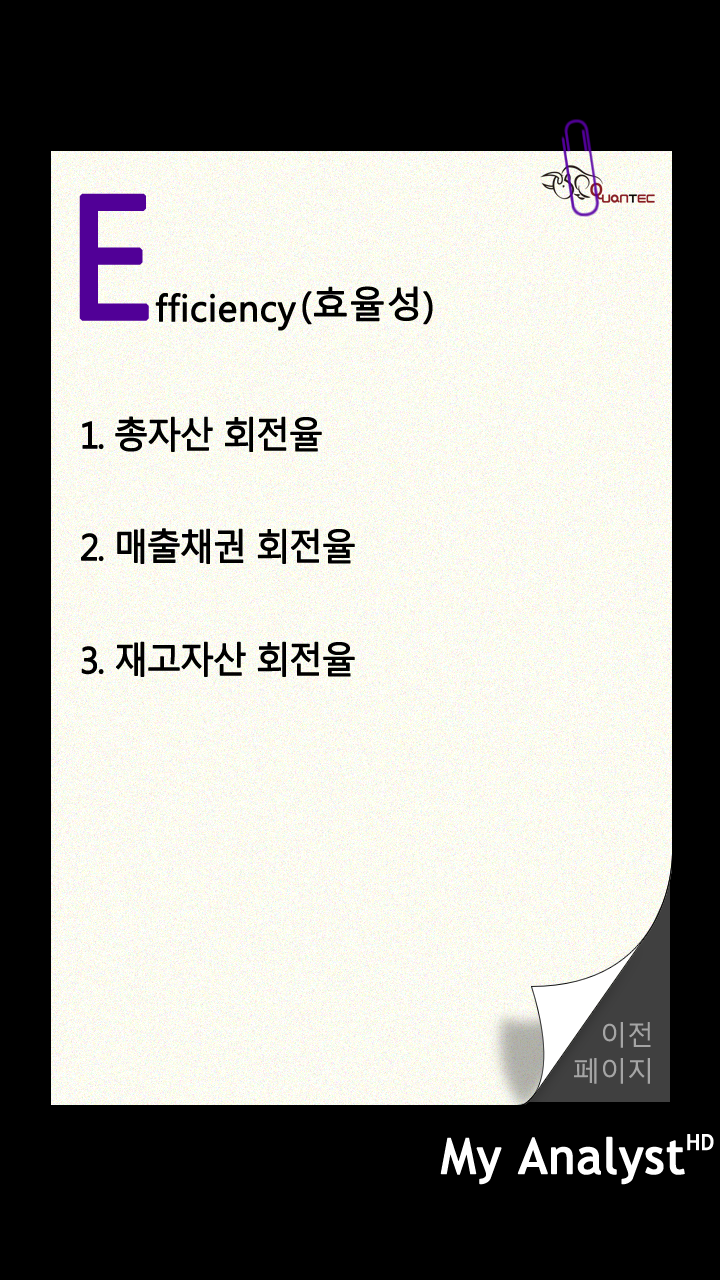 QuanTEC
Efficiency(효율성)
1. 총자산 회전율
2. 매출채권 회전율
3. 재고자산 회전율
이전
페이지
My Analyst HD